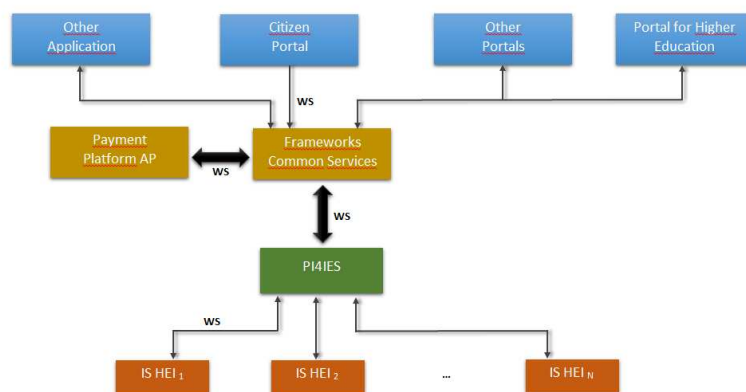 Other
Application
Citizen
Portal
Other
Portals
Portal for Higher
Education
WS
Payment
Platform AP
WS
Frameworks
Common Services
WS
PI4IES
WS
IS HEI 1
IS HEI 2
...
IS HEI N